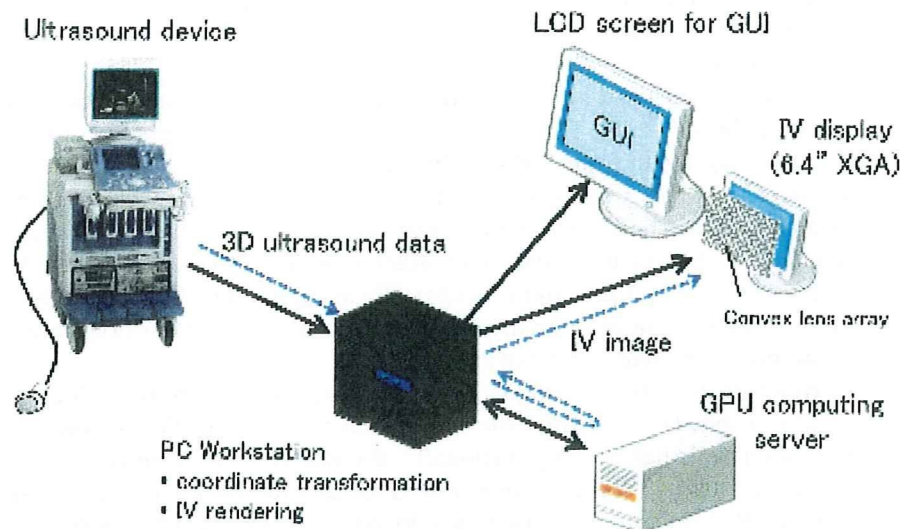 Ultrasound device
LCD screen for GUI
GUI
IV display
(6.4" XGA)
3D ultrasound data
Convex lens array
IV image
GPU computing
server
PC Workstation
• coordinate transformation
• IV rendering